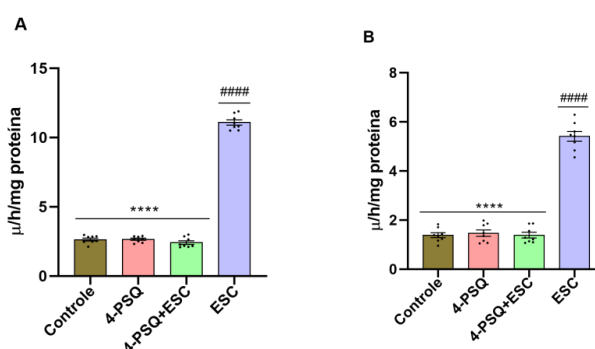 A
μ/h/mg proteína
15
10
5
0
####
****
Controle
4-PSQ
4-PSQ+ESC
ESC
B
μ/h/mg proteína
8
6
4
2
0
####
****
Controle
4-PSQ
4-PSQ+ESC
ESC